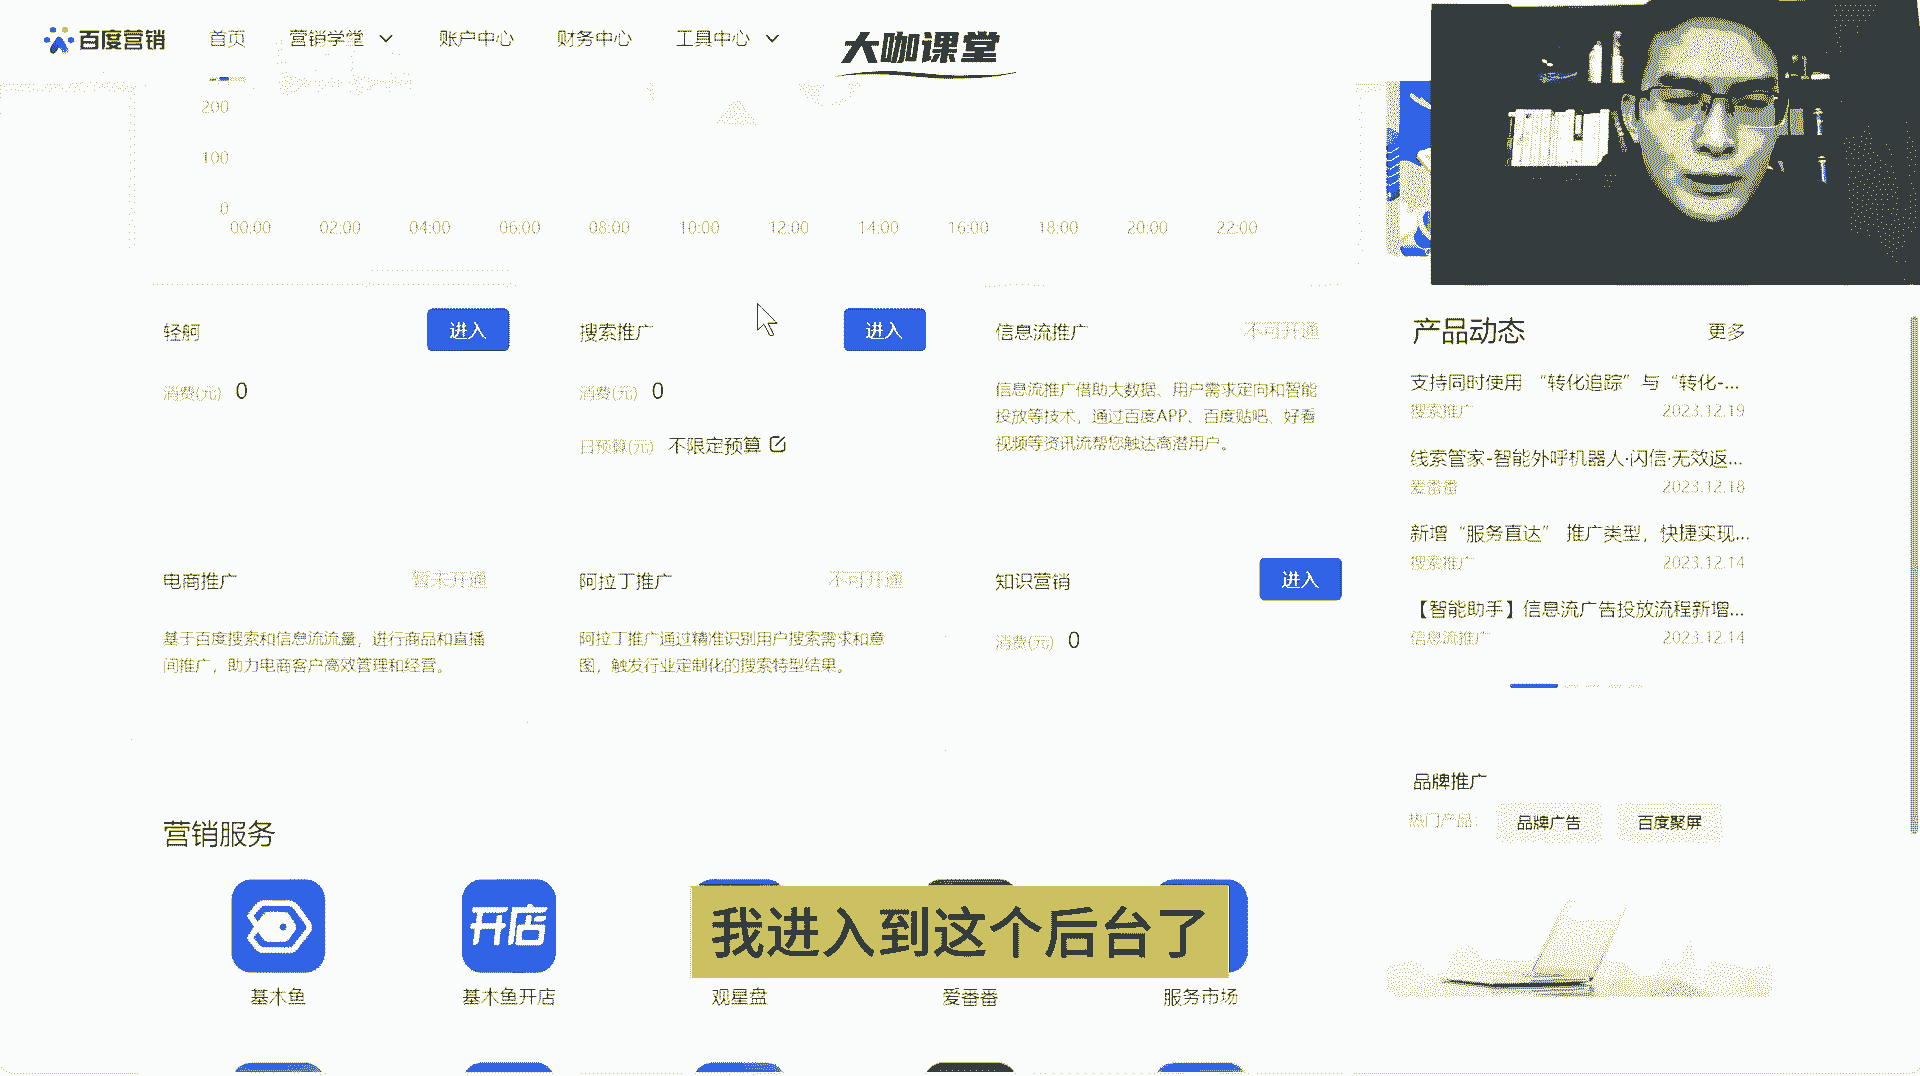 百度营销 首页 营销学堂 账户中心 财务中心 工具中心
大咖课堂
200
100
0
00:00 02:00 04:00 06:00 08:00 10:00 12:00 14:00 16:00 18:00 20:00 22:00
轻舸 进入
消费(元) 0
搜索推广 进入
消费(元) 0
日预算(元) 不限定预算
信息流推广 不可开通
信息流推广借助大数据、用户需求定向和智能
投放等技术，通过百度APP、百度贴吧、好看
视频等资讯流帮您触达高潜用户。
电商推广 暂未开通
基于百度搜索和信息流流量，进行商品和直播
间推广，助力电商客户高效管理和经营。
阿拉丁推广 不可开通
阿拉丁推广通过精准识别用户搜索需求和意
图，触发行业定制化的搜索特型结果。
知识营销 进入
消费(元) 0
产品动态 更多
支持同时使用 “转化追踪” 与 “转化-...
搜索推广 2023.12.19
线索管家-智能外呼机器人·闪信·无效返...
爱番番 2023.12.18
新增“服务直达” 推广类型，快捷实现...
搜索推广 2023.12.14
【智能助手】信息流广告投放流程新增...
信息流推广 2023.12.14
品牌推广
热门产品： 品牌广告 百度聚屏
营销服务
开店
我进入到这个后台了
基木鱼 基木鱼开店 观星盘 爱番番 服务市场